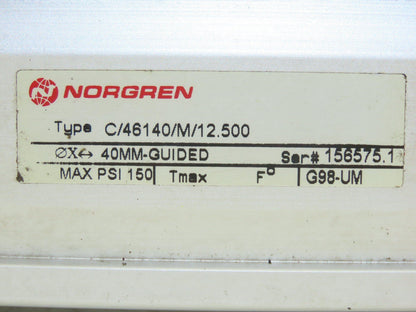 NORGREN
Type C/46140/M/12.500
ØX↔ 40MM-GUIDED Ser# 156575.1
MAX PSI 150 Tmax F° G98-UM